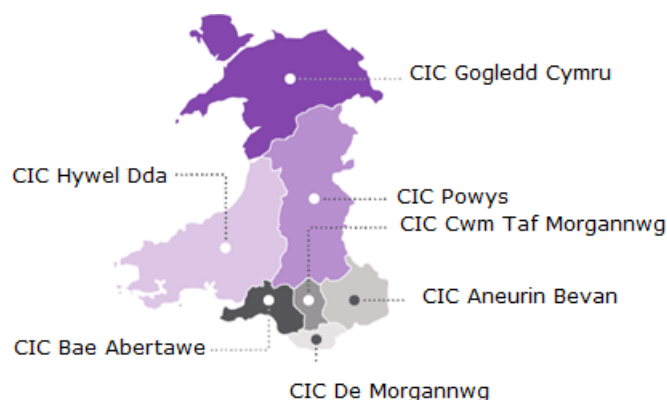 CIC Gogledd Cymru
CIC Hywel Dda
CIC Powys
CIC Cwm Taf Morgannwg
CIC Aneurin Bevan
CIC Bae Abertawe
CIC De Morgannwg